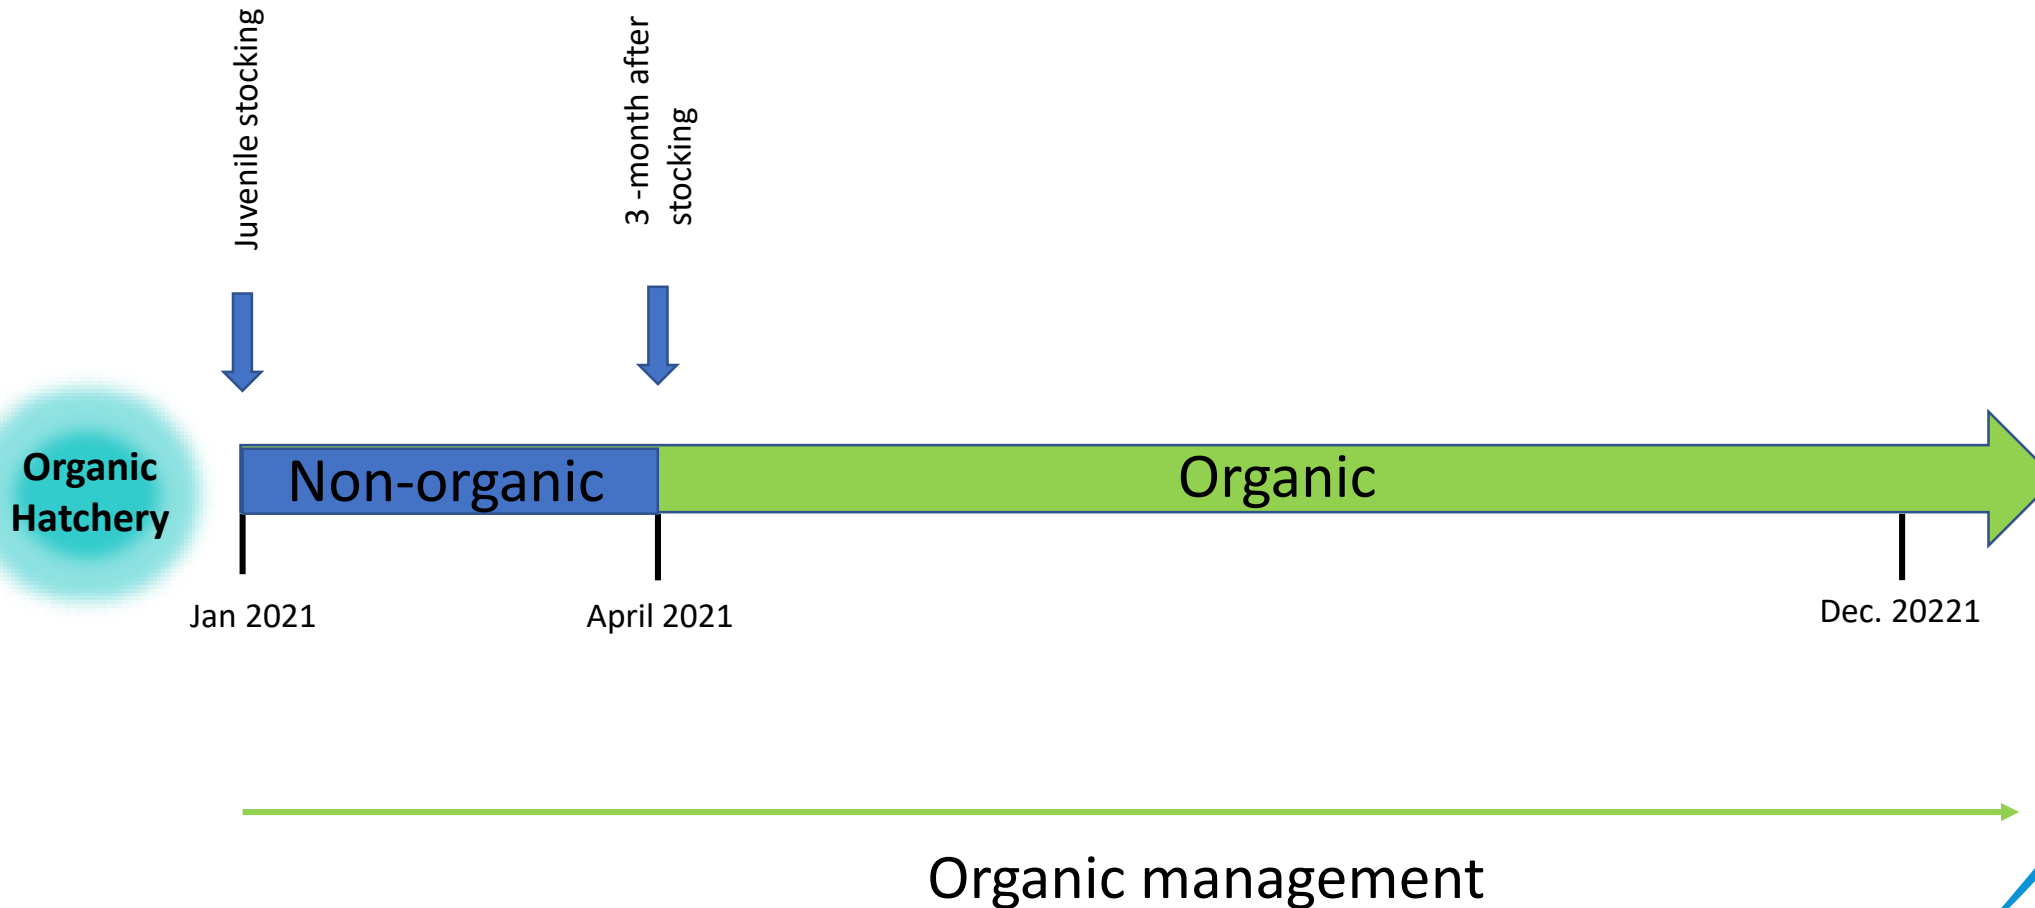 Juvenile stocking
3 -month after
stocking
Organic
Hatchery
Non-organic
Organic
Jan 2021
April 2021
Dec. 20221
Organic management